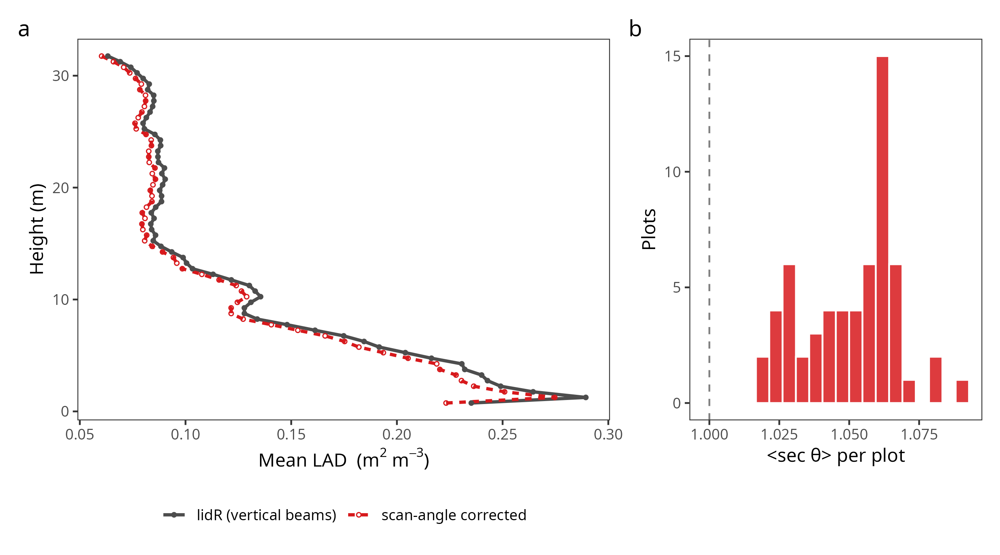 a
b
Height (m)
30
20
10
0
0.05 0.10 0.15 0.20 0.25 0.30
Mean LAD (m² m⁻³)
Plots
15
10
5
0
1.000 1.025 1.050 1.075
<sec θ> per plot
lidR (vertical beams) scan-angle corrected